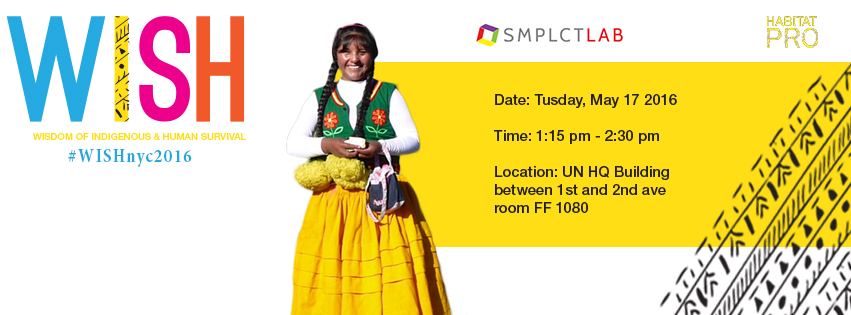 WISH
WISDOM OF INDIGENOUS & HUMAN SURVIVAL
#WISHnyc2016
SMPLCTLAB
HABITAT
PRO
Date: Tusday, May 17 2016
Time: 1:15 pm - 2:30 pm
Location: UN HQ Building
between 1st and 2nd ave
room FF 1080